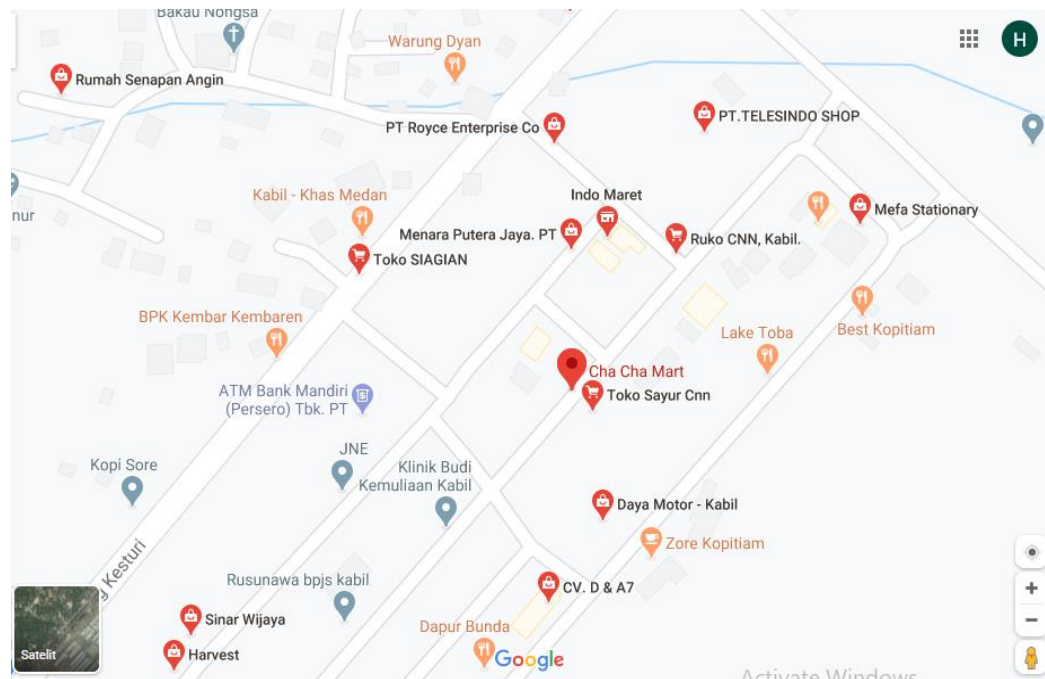 Bakau Nongsa
H
Warung Dyan
Rumah Senapan Angin
PT Royce Enterprise Co
PT.TELESINDO SHOP
Kabil - Khas Medan
Indo Maret
nur
Mefa Stationary
Menara Putera Jaya. PT
Ruko CNN, Kabil.
Toko SIAGIAN
BPK Kembar Kembaren
Lake Toba
Best Kopitiam
Cha Cha Mart
ATM Bank Mandiri
(Persero) Tbk. PT
Toko Sayur Cnn
JNE
Kopi Sore
Klinik Budi
Kemuliaan Kabil
Daya Motor - Kabil
Zore Kopitiam
g Kesturi
Rusunawa bpjs kabil
CV. D & A7
Sinar Wijaya
Dapur Bunda
Harvest
Satelit
Google
Activate Windows